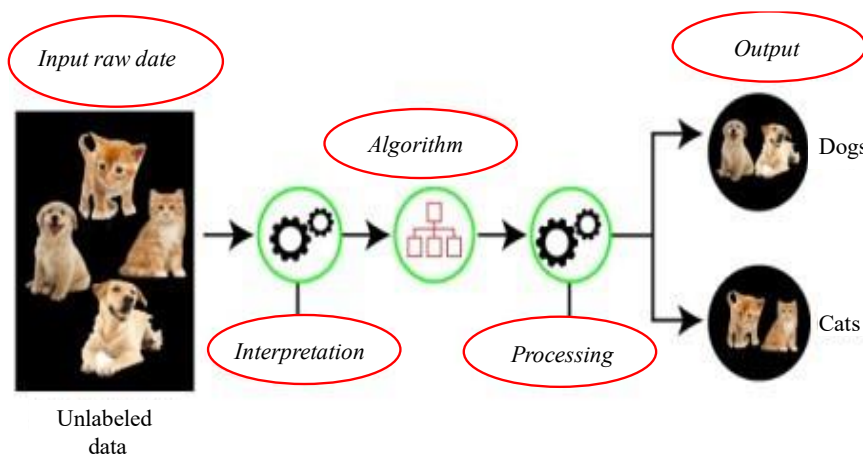 Input raw date
Output
Algorithm
Dogs
Interpretation
Processing
Cats
Unlabeled
data